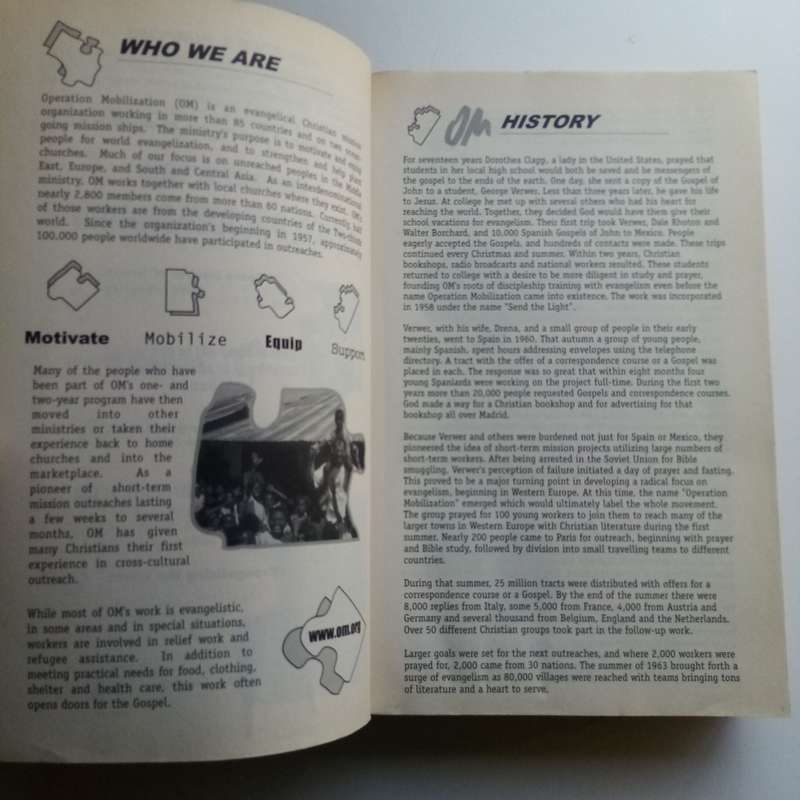 WHO WE ARE
Operation Mobilization (OM) is an evangelical Christian mission
organization working in more than 85 countries and on two ocean-
going mission ships. The ministry's purpose is to motivate and equip
people for world evangelization, and to strengthen and help plant
churches. Much of our focus is on unreached peoples in the Middle
East, Europe, and South and Central Asia. As an interdenominational
ministry, OM works together with local churches where they exist. OM's
nearly 2,800 members come from more than 80 nations. Currently, half
of those workers are from the developing countries of the Two-thirds
world. Since the organization's beginning in 1957, approximately
100,000 people worldwide have participated in outreaches.
Motivate Mobilize Equip Support
Many of the people who have
been part of OM's one- and
two-year program have then
moved into other
ministries or taken their
experience back to home
churches and into the
marketplace. As a
pioneer of short-term
mission outreaches lasting
a few weeks to several
months, OM has given
many Christians their first
experience in cross-cultural
outreach.
While most of OM's work is evangelistic,
in some areas and in special situations,
workers are involved in relief work and
refugee assistance. In addition to
meeting practical needs for food, clothing,
shelter and health care, this work often
opens doors for the Gospel.
www.om.org
OM HISTORY
For seventeen years Dorothea Clapp, a lady in the United States, prayed that
students in her local high school would both be saved and be messengers of
the gospel to the ends of the earth. One day, she sent a copy of the Gospel of
John to a student, George Verwer. Less than three years later, he gave his life
to Jesus. At college he met up with several others who had his heart for
reaching the world. Together, they decided God would have them give their
school vacations for evangelism. Their first trip took Verwer, Dale Rhoton and
Walter Borchard, and 10,000 Spanish Gospels of John to Mexico. People
eagerly accepted the Gospels, and hundreds of contacts were made. These trips
continued every Christmas and summer. Within two years, Christian
bookshops, radio broadcasts and national workers resulted. These students
returned to college with a desire to be more diligent in study and prayer,
founding OM's roots of discipleship training with evangelism even before the
name Operation Mobilization came into existence. The work was incorporated
in 1958 under the name "Send the Light".
Verwer, with his wife, Drena, and a small group of people in their early
twenties, went to Spain in 1960. That autumn a group of young people,
mainly Spanish, spent hours addressing envelopes using the telephone
directory. A tract with the offer of a correspondence course or a Gospel was
placed in each. The response was so great that within eight months four
young Spaniards were working on the project full-time. During the first two
years more than 20,000 people requested Gospels and correspondence courses.
God made a way for a Christian bookshop and for advertising for that
bookshop all over Madrid.
Because Verwer and others were burdened not just for Spain or Mexico, they
pioneered the idea of short-term mission projects utilizing large numbers of
short-term workers. After being arrested in the Soviet Union for Bible
smuggling, Verwer's perception of failure initiated a day of prayer and fasting.
This proved to be a major turning point in developing a radical focus on
evangelism, beginning in Western Europe. At this time, the name "Operation
Mobilization" emerged which would ultimately label the whole movement.
The group prayed for 100 young workers to join them to reach many of the
larger towns in Western Europe with Christian literature during the first
summer. Nearly 200 people came to Paris for outreach, beginning with prayer
and Bible study, followed by division into small travelling teams to different
countries.
During that summer, 25 million tracts were distributed with offers for a
correspondence course or a Gospel. By the end of the summer there were
8,000 replies from Italy, some 5,000 from France, 4,000 from Austria and
Germany and several thousand from Belgium, England and the Netherlands.
Over 50 different Christian groups took part in the follow-up work.
Larger goals were set for the next outreaches, and where 2,000 workers were
prayed for, 2,000 came from 30 nations. The summer of 1963 brought forth a
surge of evangelism as 80,000 villages were reached with teams bringing tons
of literature and a heart to serve.